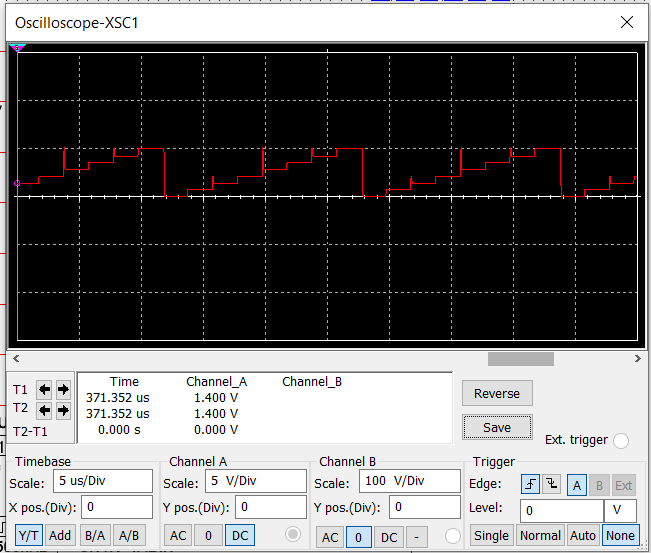 Oscilloscope-XSC1
T1
T2
T2-T1
Time Channel_A Channel_B
371.352 us 1.400 V
371.352 us 1.400 V
0.000 s 0.000 V
Reverse
Save
Ext. trigger
Timebase
Scale: 5 us/Div
X pos.(Div): 0
Y/T Add B/A A/B
Channel A
Scale: 5 V/Div
Y pos.(Div): 0
AC 0 DC
Channel B
Scale: 100 V/Div
Y pos.(Div): 0
AC 0 DC -
Trigger
Edge: A B Ext
Level: 0 V
Single Normal Auto None